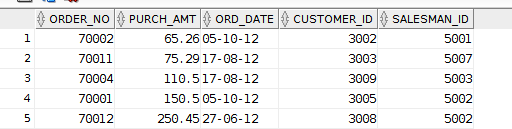 ORDER_NO PURCH_AMT ORD_DATE CUSTOMER_ID SALESMAN_ID
1 70002 65.26 05-10-12 3002 5001
2 70011 75.29 17-08-12 3003 5007
3 70004 110.5 17-08-12 3009 5003
4 70001 150.5 05-10-12 3005 5002
5 70012 250.45 27-06-12 3008 5002